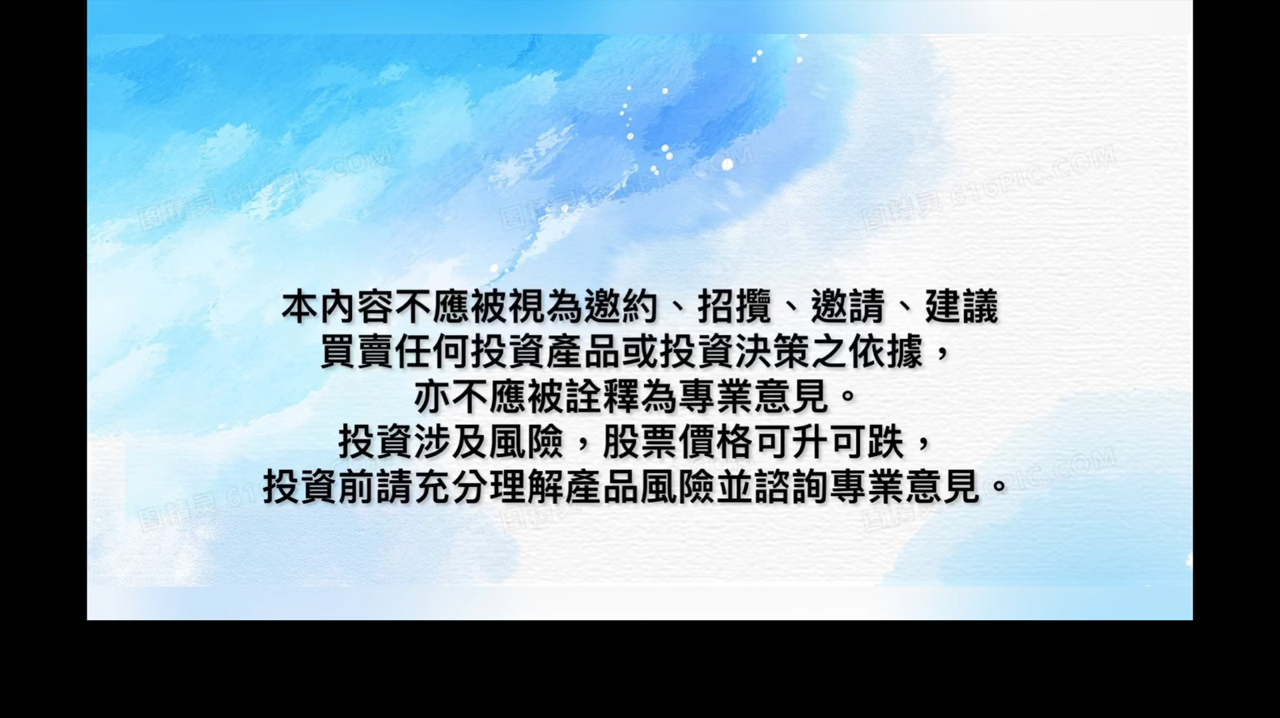 本內容不應被視為邀約、招攬、邀請、建議
買賣任何投資產品或投資決策之依據，
亦不應被詮釋為專業意見。
投資涉及風險，股票價格可升可跌，
投資前請充分理解產品風險並諮詢專業意見。